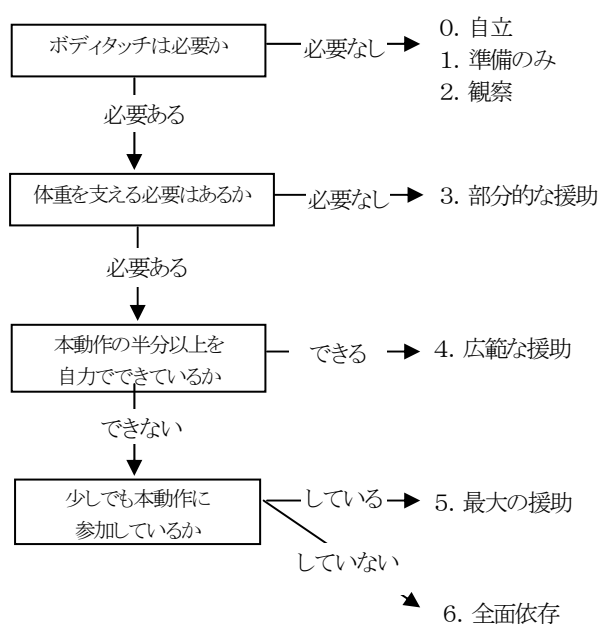 ボディタッチは必要か
必要なし
0. 自立
1. 準備のみ
2. 観察
必要ある
体重を支える必要はあるか
必要なし
3. 部分的な援助
必要ある
本動作の半分以上を
自力でできているか
できる
4. 広範な援助
できない
少しでも本動作に
参加しているか
している
5. 最大の援助
していない
6. 全面依存